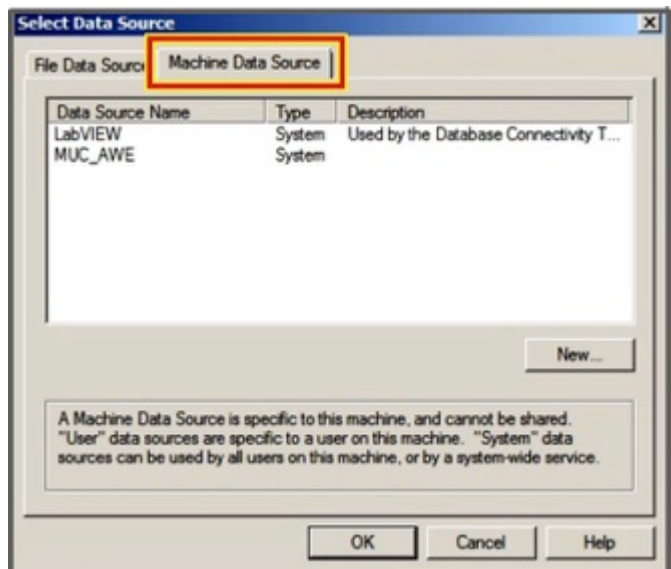 Select Data Source
File Data Source Machine Data Source
Data Source Name Type Description
LabVIEW System Used by the Database Connectivity T...
MUC_AWE System
New...
A Machine Data Source is specific to this machine, and cannot be shared.
"User" data sources are specific to a user on this machine. "System" data
sources can be used by all users on this machine, or by a system-wide service.
OK Cancel Help